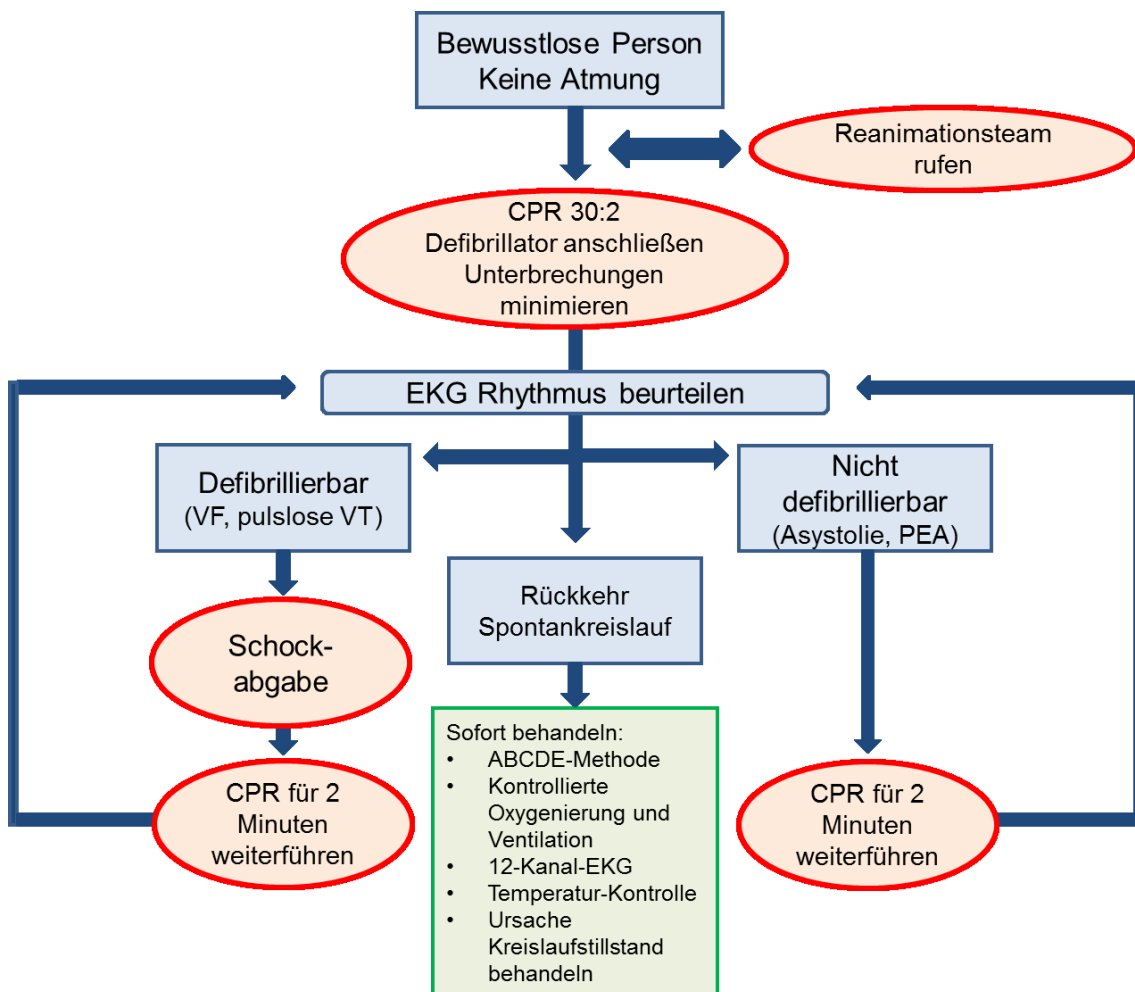 Bewusstlose Person
Keine Atmung
Reanimationsteam
rufen
CPR 30:2
Defibrillator anschließen
Unterbrechungen
minimieren
EKG Rhythmus beurteilen
Defibrillierbar
(VF, pulslose VT)
Schock-
abgabe
CPR für 2
Minuten
weiterführen
Rückkehr
Spontankreislauf
Sofort behandeln:
• ABCDE-Methode
• Kontrollierte
Oxygenierung und
Ventilation
• 12-Kanal-EKG
• Temperatur-Kontrolle
• Ursache
Kreislaufstillstand
behandeln
Nicht
defibrillierbar
(Asystolie, PEA)
CPR für 2
Minuten
weiterführen